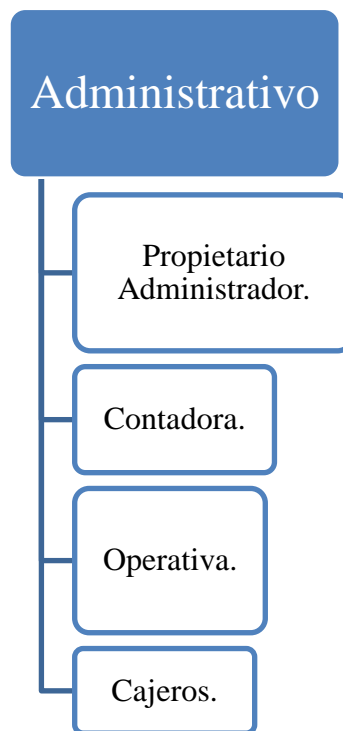 Administrativo
Propietario
Administrador.
Contadora.
Operativa.
Cajeros.